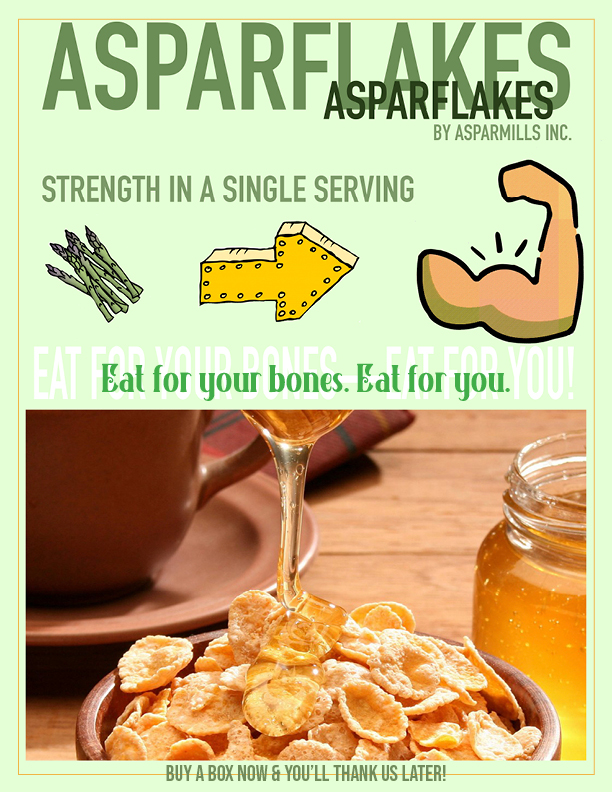 ASPARFLAKES
ASPARFLAKES
BY ASPARMILLS INC.
STRENGTH IN A SINGLE SERVING
EAT FOR YOUR BONES — EAT FOR YOU!
Eat for your bones. Eat for you.
BUY A BOX NOW & YOU'LL THANK US LATER!